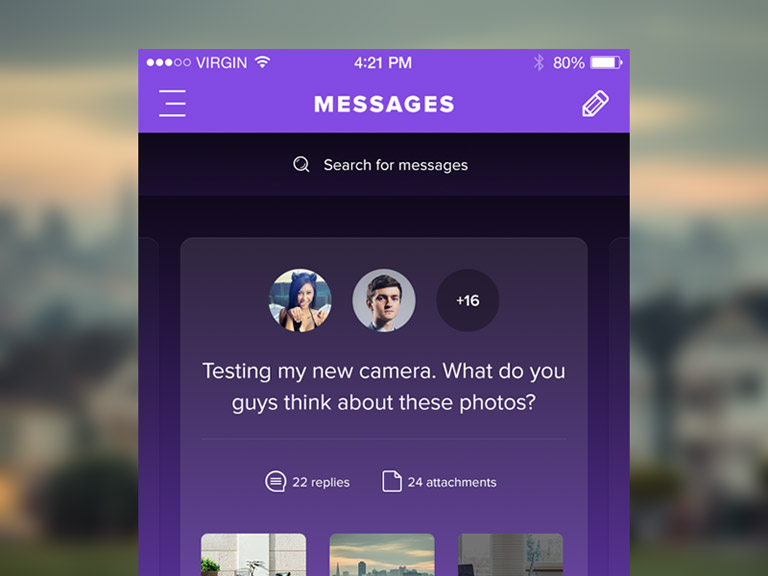 VIRGIN 4:21 PM 80%
MESSAGES
Search for messages
+16
Testing my new camera. What do you
guys think about these photos?
22 replies 24 attachments